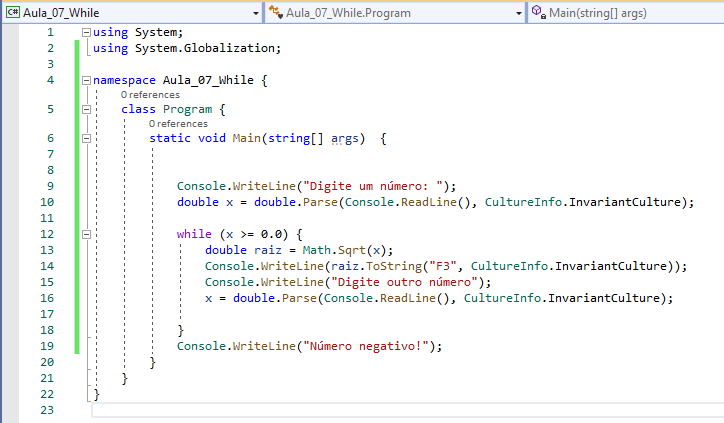 C# Aula_07_While Aula_07_While.Program Main(string[] args)
1 using System;
2 using System.Globalization;
3
4 namespace Aula_07_While {
0 references
5 class Program {
0 references
6 static void Main(string[] args)  {
7
8
9 Console.WriteLine("Digite um número: ");
10 double x = double.Parse(Console.ReadLine(), CultureInfo.InvariantCulture);
11
12 while (x >= 0.0) {
13 double raiz = Math.Sqrt(x);
14 Console.WriteLine(raiz.ToString("F3", CultureInfo.InvariantCulture));
15 Console.WriteLine("Digite outro número");
16 x = double.Parse(Console.ReadLine(), CultureInfo.InvariantCulture);
17
18 }
19 Console.WriteLine("Número negativo!");
20 }
21 }
22 }
23